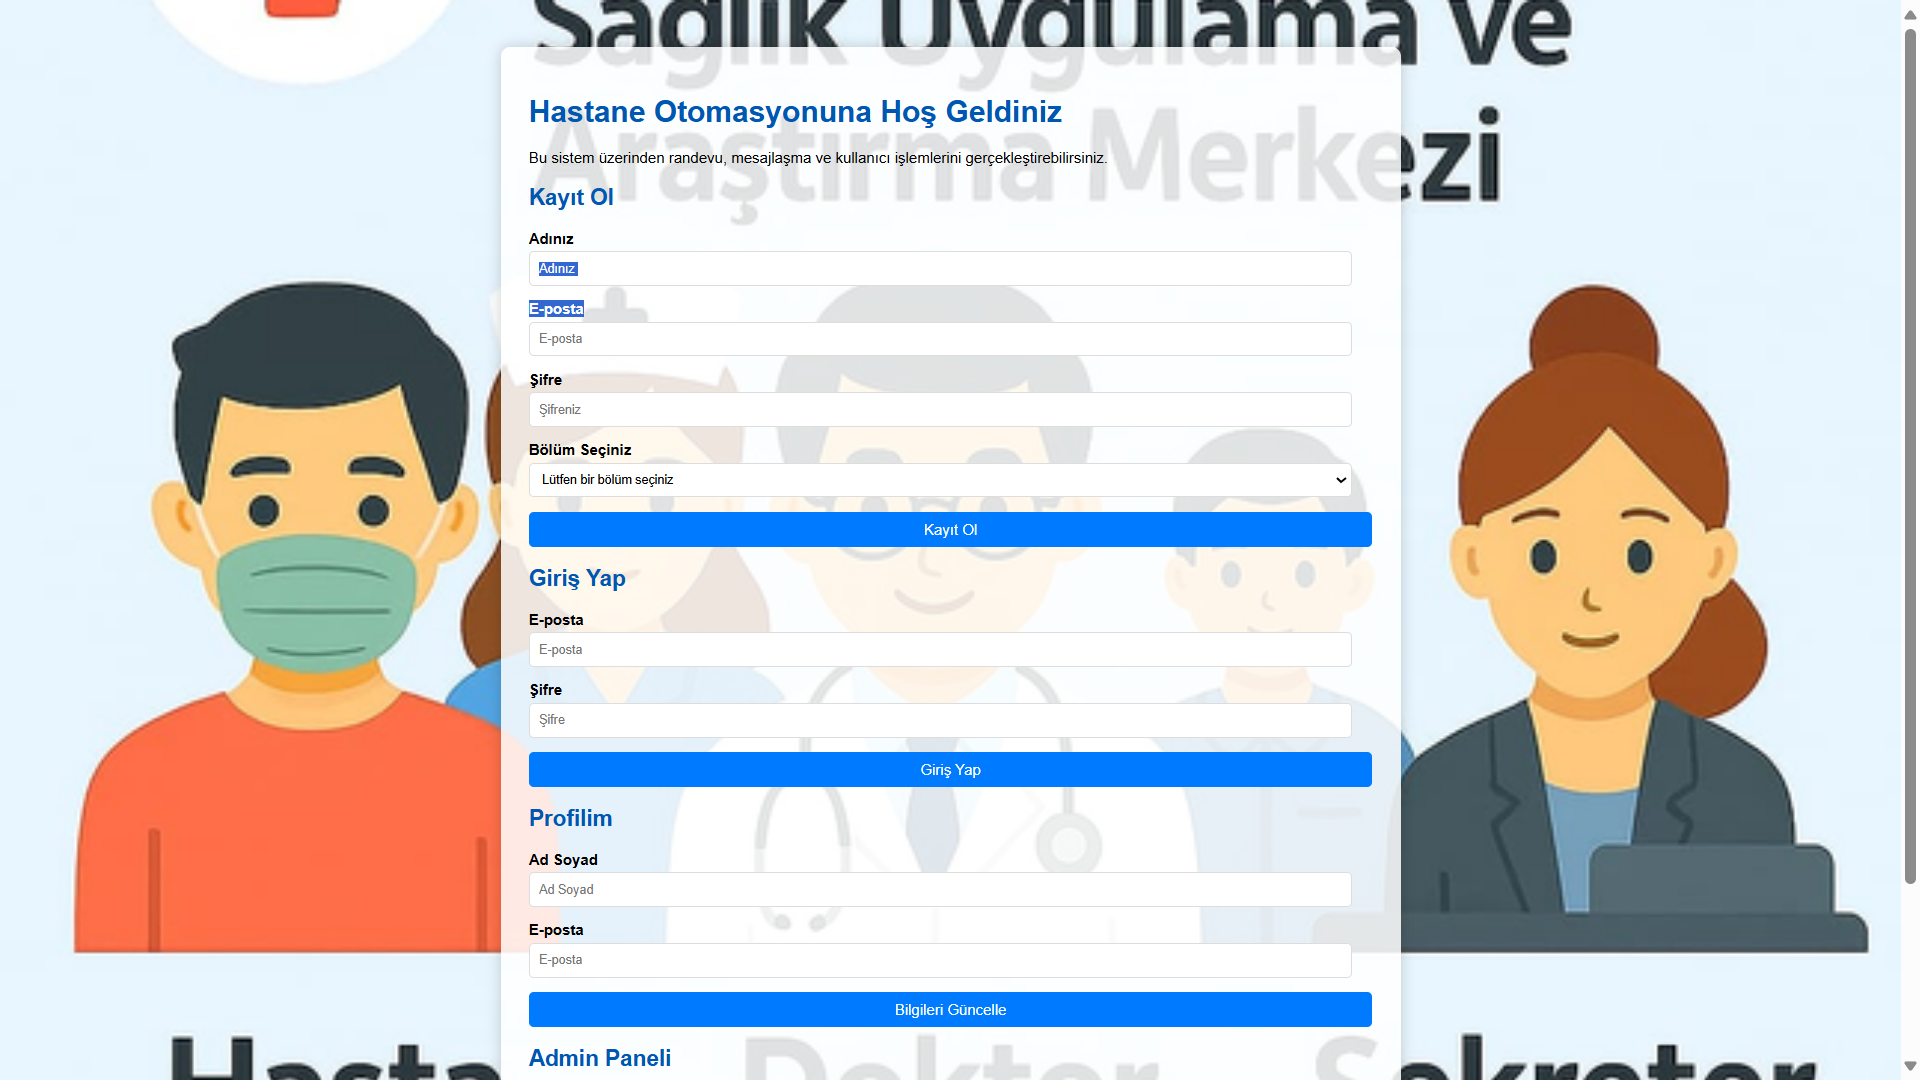 Sağlık Uygulama ve
Araştırma Merkezi
Hastane Otomasyonuna Hoş Geldiniz
Bu sistem üzerinden randevu, mesajlaşma ve kullanıcı işlemlerini gerçekleştirebilirsiniz.
Kayıt Ol
Adınız
Adınız
E-posta
E-posta
Şifre
Şifreniz
Bölüm Seçiniz
Lütfen bir bölüm seçiniz
Kayıt Ol
Giriş Yap
E-posta
E-posta
Şifre
Şifre
Giriş Yap
Profilim
Ad Soyad
Ad Soyad
E-posta
E-posta
Bilgileri Güncelle
Admin Paneli
Hasta Doktor Sekreter